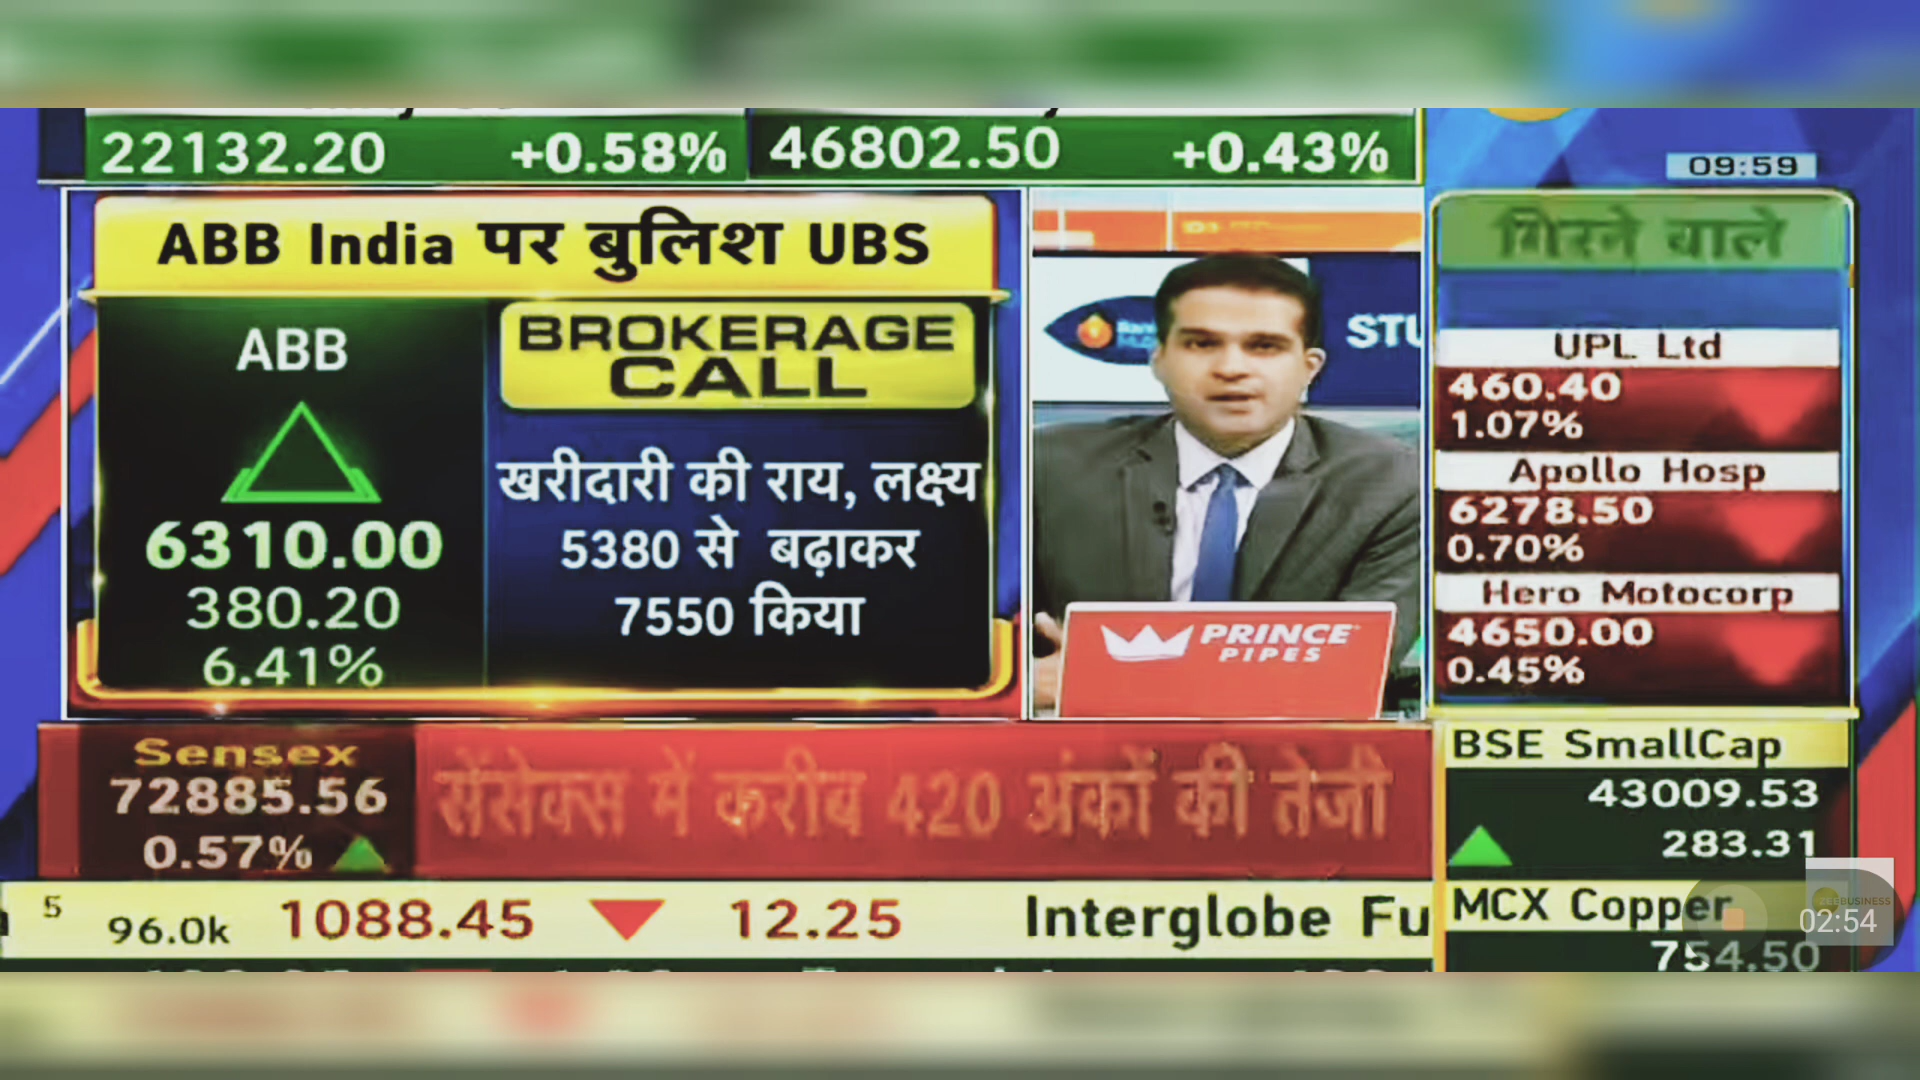 22132.20 +0.58% 46802.50 +0.43%
09:59
ABB India पर बुलिश UBS
ABB
6310.00
380.20
6.41%
BROKERAGE
CALL
खरीदारी की राय, लक्ष्य
5380 से बढ़ाकर
7550 किया
STU
PRINCE
PIPES
गिरने वाले
UPL Ltd
460.40
1.07%
Apollo Hosp
6278.50
0.70%
Hero Motocorp
4650.00
0.45%
Sensex
72885.56
0.57%
सेंसेक्स में करीब 420 अंकों की तेजी
BSE SmallCap
43009.53
283.31
MCX Copper
754.50
ZEEBUSINESS
02:54
5 96.0k 1088.45 12.25 Interglobe Fu